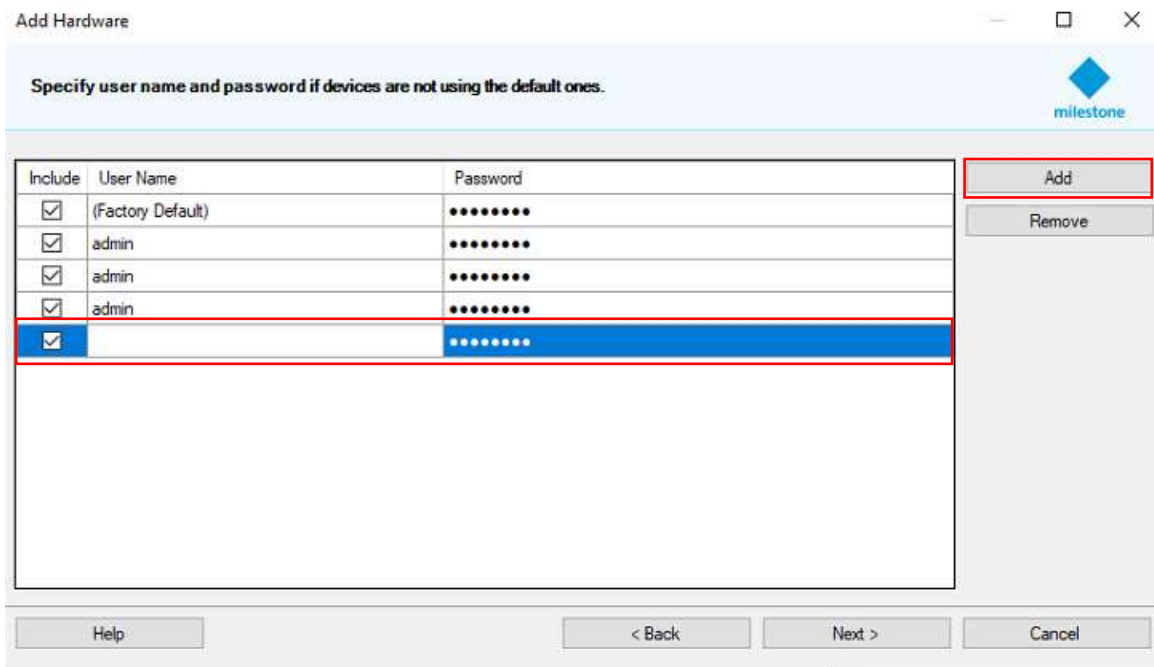 Add Hardware
Specify user name and password if devices are not using the default ones.
milestone
Include User Name Password
(Factory Default) ••••••••
admin ••••••••
admin ••••••••
admin ••••••••
••••••••
Add
Remove
Help < Back Next > Cancel